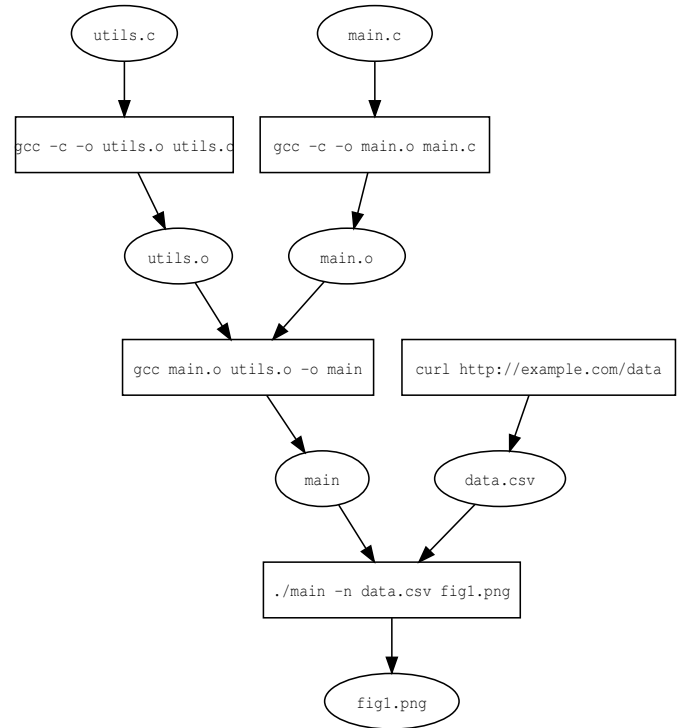 utils.c
main.c
gcc -c -o utils.o utils.c
gcc -c -o main.o main.c
utils.o
main.o
gcc main.o utils.o -o main
curl http://example.com/data
main
data.csv
./main -n data.csv fig1.png
fig1.png